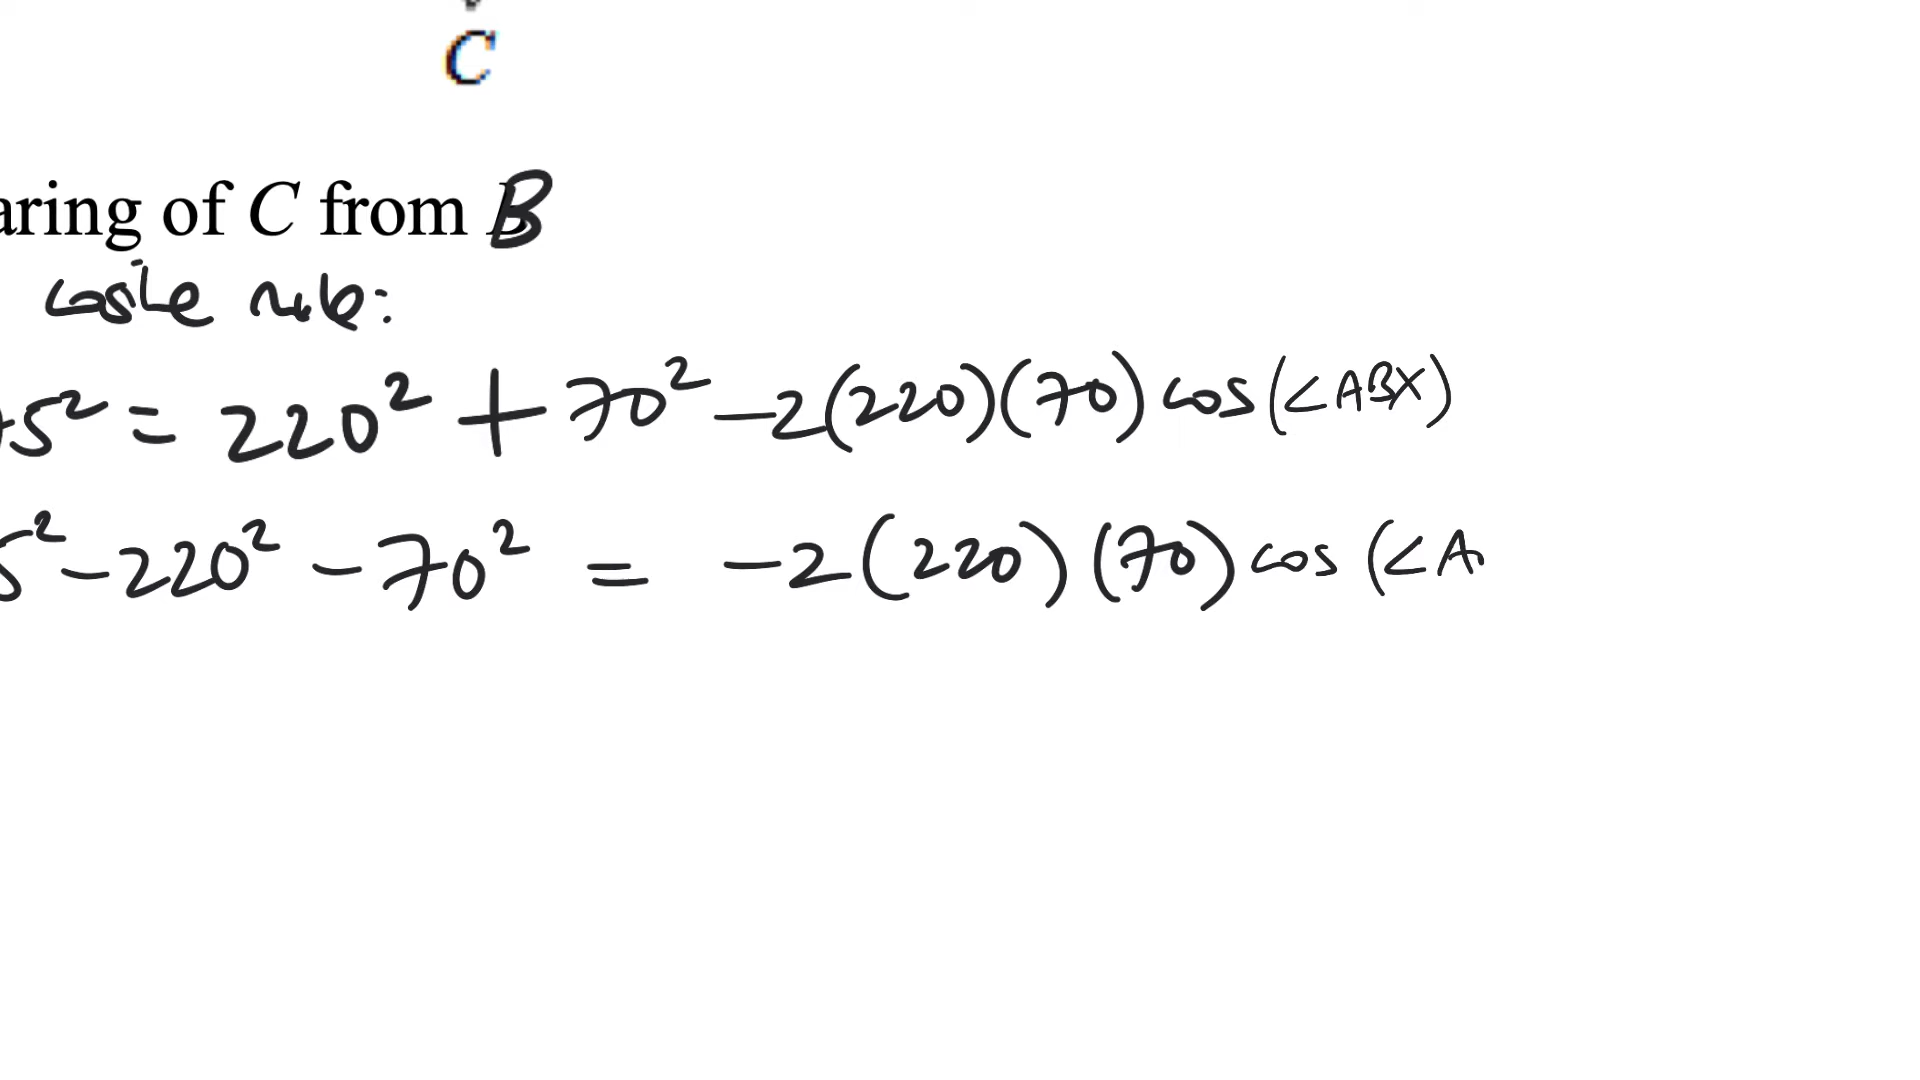 C
aring of C from B
cosine rule:
5² = 220² + 70² -2(220)(70) cos(∠ABX)
5² -220² - 70² = -2(220)(70) cos(∠A